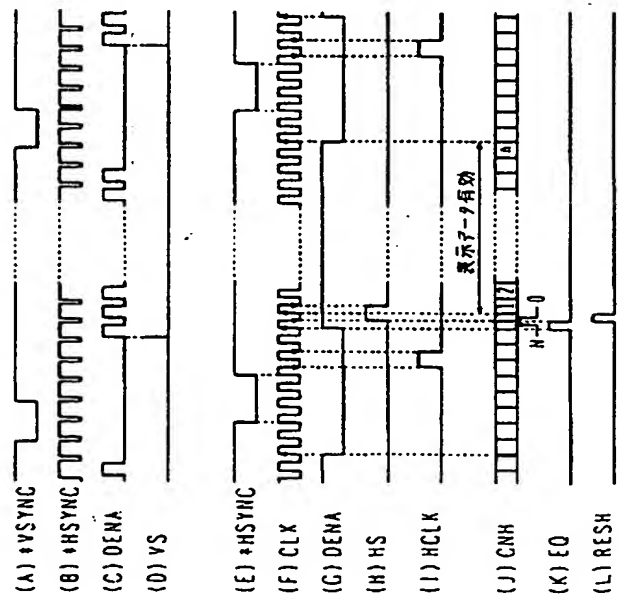 (A) *VSYNC
(B) *HSYNC
(C) DENA
(D) VS
(E) *HSYNC
(F) CLK
(G) DENA
(H) HS
(I) HCLK
表示データ有効
(J) CNH
2
N
0
(K) EQ
(L) RESH